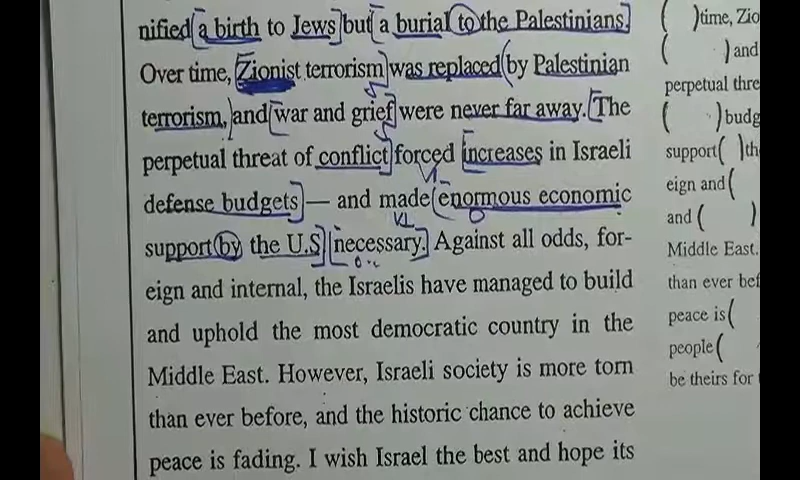 nified a birth to Jews but a burial to the Palestinians.
Over time, Zionist terrorism was replaced by Palestinian
terrorism, and war and grief were never far away. The
perpetual threat of conflict forced increases in Israeli
defense budgets — and made enormous economic
support by the U.S necessary. Against all odds, for-
eign and internal, the Israelis have managed to build
and uphold the most democratic country in the
Middle East. However, Israeli society is more torn
than ever before, and the historic chance to achieve
peace is fading. I wish Israel the best and hope its
( )time, Zio
( )and
perpetual thre
( )budg
support( )th
eign and(
and ( )
Middle East.
than ever bef
peace is(
people(
be theirs for